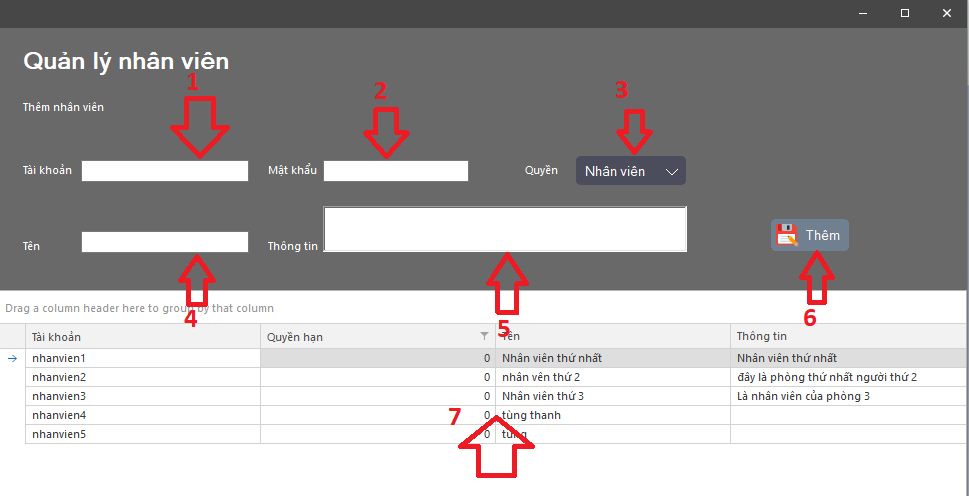 Quản lý nhân viên
1
2
3
Thêm nhân viên
Tài khoản
Mật khẩu
Quyền
Nhân viên
Tên
Thông tin
Thêm
4
5
6
Drag a column header here to group by that column
Tài khoản Quyền hạn Tên Thông tin
nhanvien1 0 Nhân viên thứ nhất Nhân viên thứ nhất
nhanvien2 0 nhân vên thứ 2 đây là phòng thứ nhất người thứ 2
nhanvien3 0 Nhân viên thứ 3 Là nhân viên của phòng 3
nhanvien4 0 tùng thanh
7
nhanvien5 0 tùng